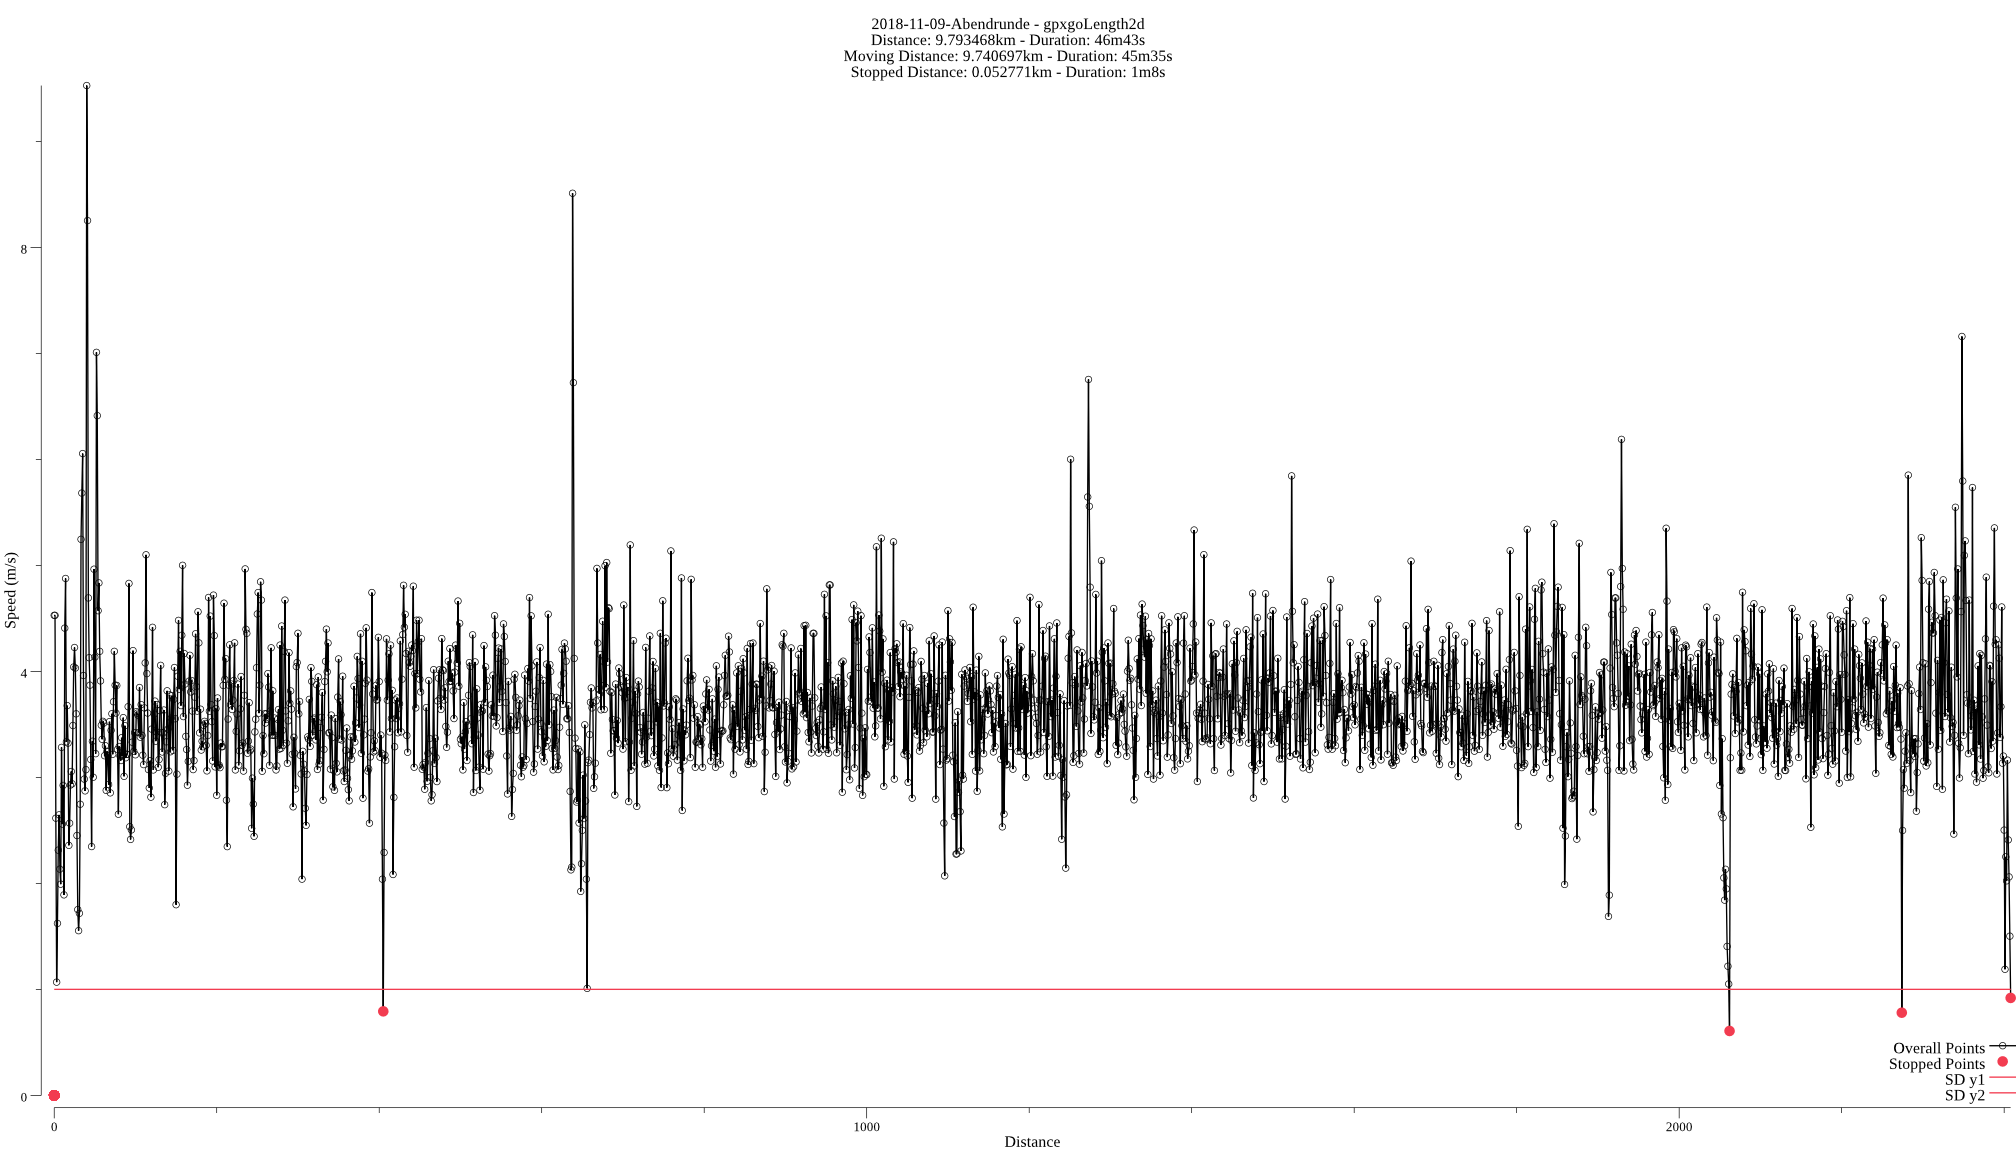 2018-11-09-Abendrunde - gpxgoLength2d
Distance: 9.793468km - Duration: 46m43s
Moving Distance: 9.740697km - Duration: 45m35s
Stopped Distance: 0.052771km - Duration: 1m8s
8
Speed (m/s)
4
0
Overall Points
Stopped Points
SD y1
SD y2
0
1000
2000
Distance